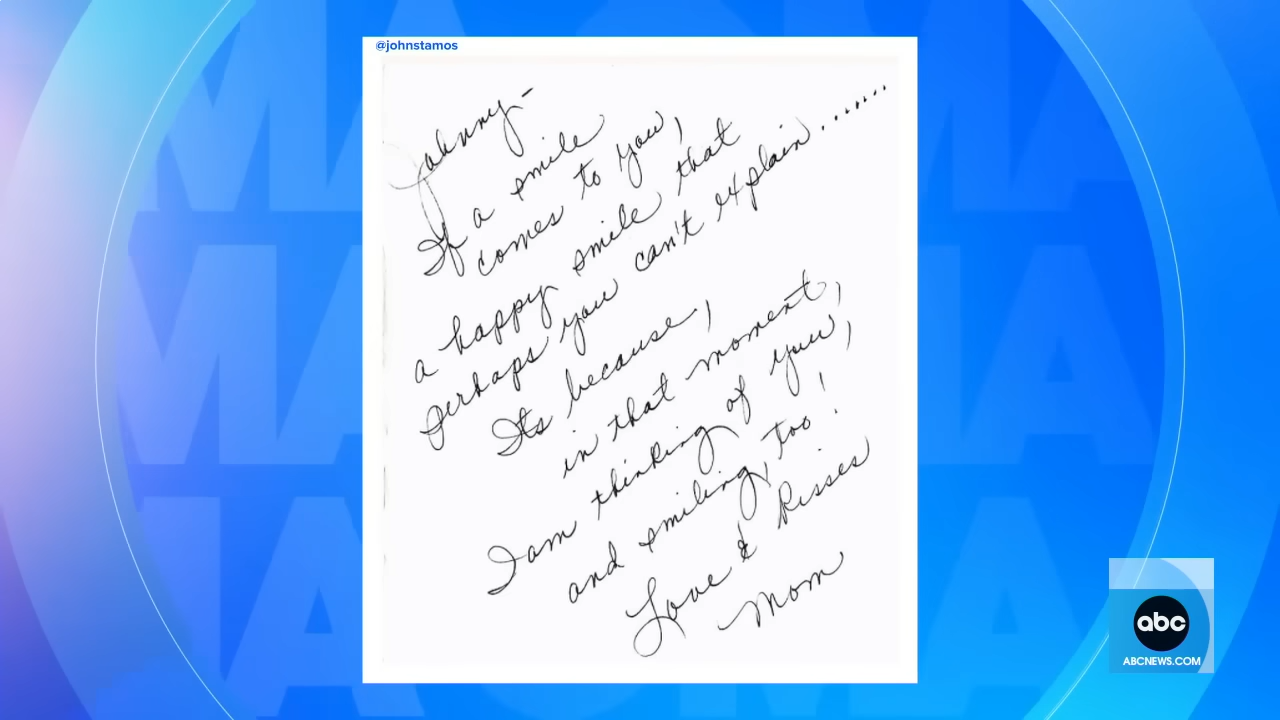 @johnstamos
Johnny-
If a smile
comes to you,
a happy smile that
perhaps you can't explain.......
Its because,
in that moment,
I am thinking of you,
and smiling, too!
Love & Kisses
Mom
abc
ABCNEWS.COM